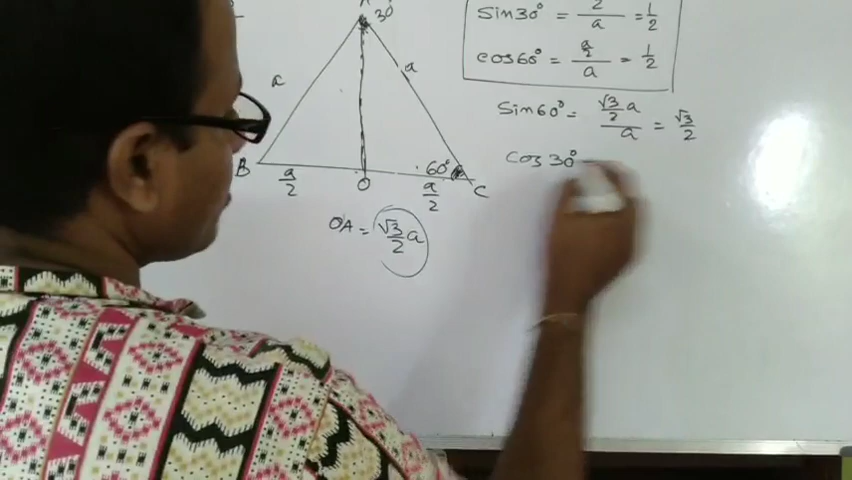 A
30°
a
a
B
a/2
O
60°
a/2
C
OA = √3/2 a
Sin30° = 2/a = 1/2
cos60° = a/2/a = 1/2
Sin60° = √3/2 a/a = √3/2
Cos30° =